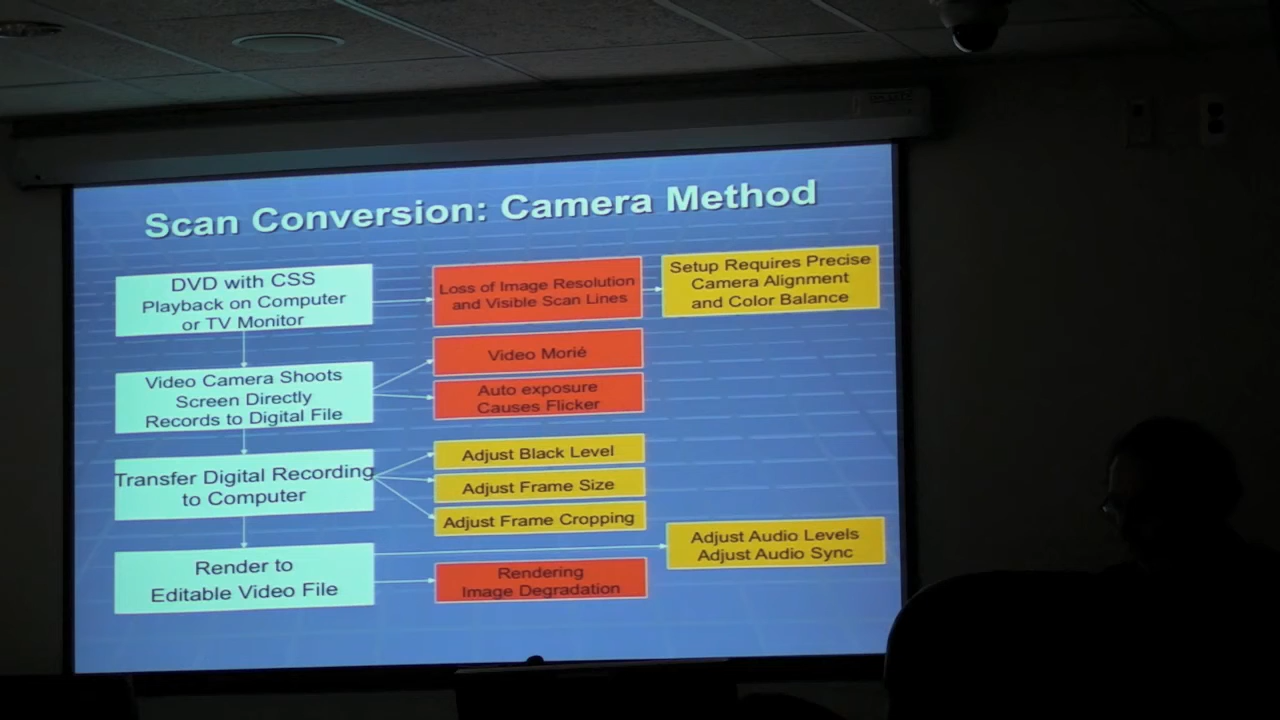 Scan Conversion: Camera Method
DVD with CSS
Playback on Computer
or TV Monitor
Loss of Image Resolution
and Visible Scan Lines
Setup Requires Precise
Camera Alignment
and Color Balance
Video Camera Shoots
Screen Directly
Records to Digital File
Video Morié
Auto exposure
Causes Flicker
Transfer Digital Recording
to Computer
Adjust Black Level
Adjust Frame Size
Adjust Frame Cropping
Render to
Editable Video File
Adjust Audio Levels
Adjust Audio Sync
Rendering
Image Degradation